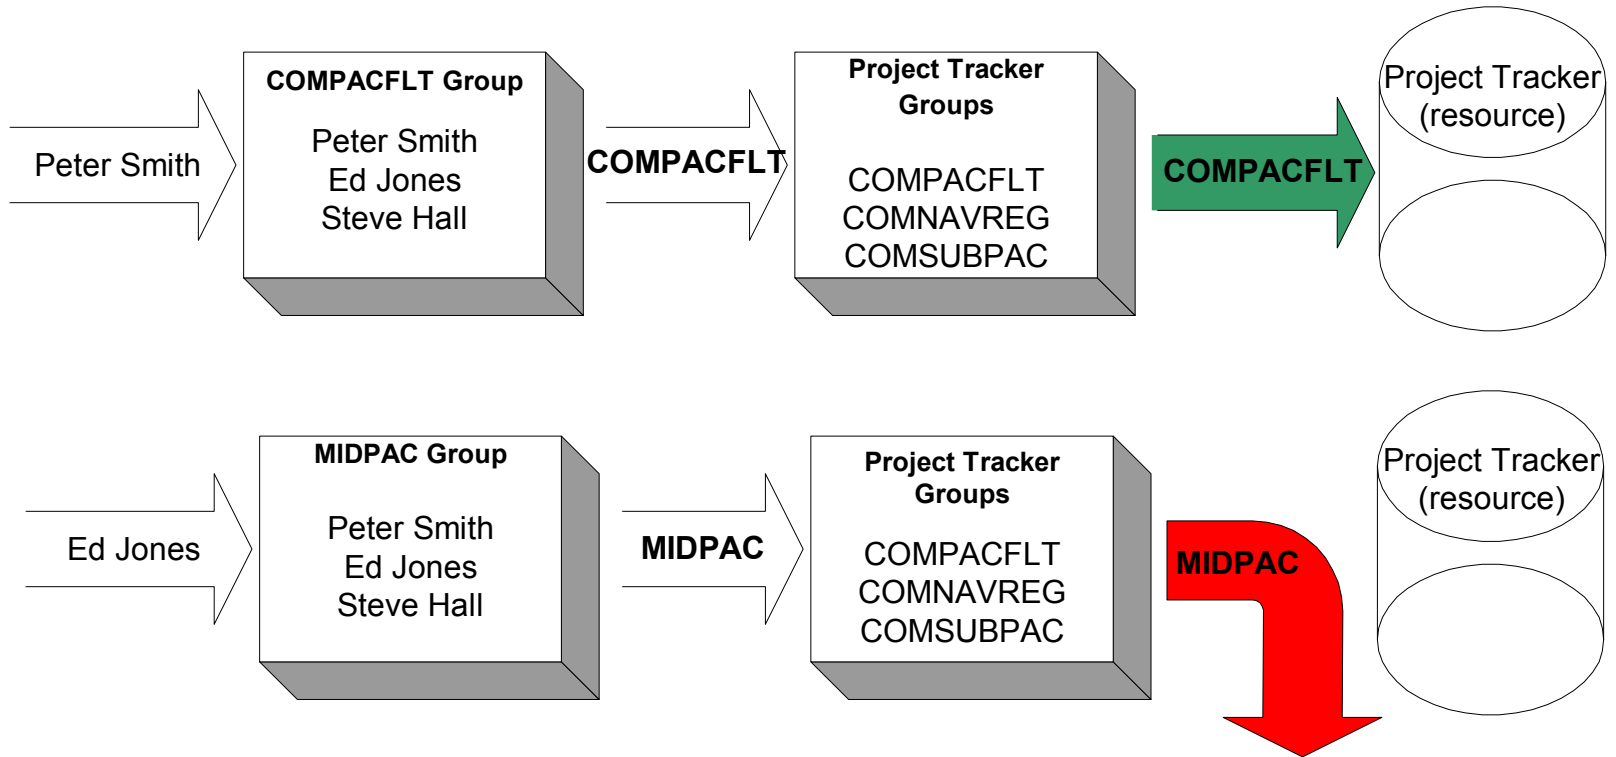 Peter Smith
COMPACFLT Group
Peter Smith
Ed Jones
Steve Hall
COMPACFLT
Project Tracker
Groups
COMPACFLT
COMNAVREG
COMSUBPAC
COMPACFLT
Project Tracker
(resource)
Ed Jones
MIDPAC Group
Peter Smith
Ed Jones
Steve Hall
MIDPAC
Project Tracker
Groups
COMPACFLT
COMNAVREG
COMSUBPAC
MIDPAC
Project Tracker
(resource)